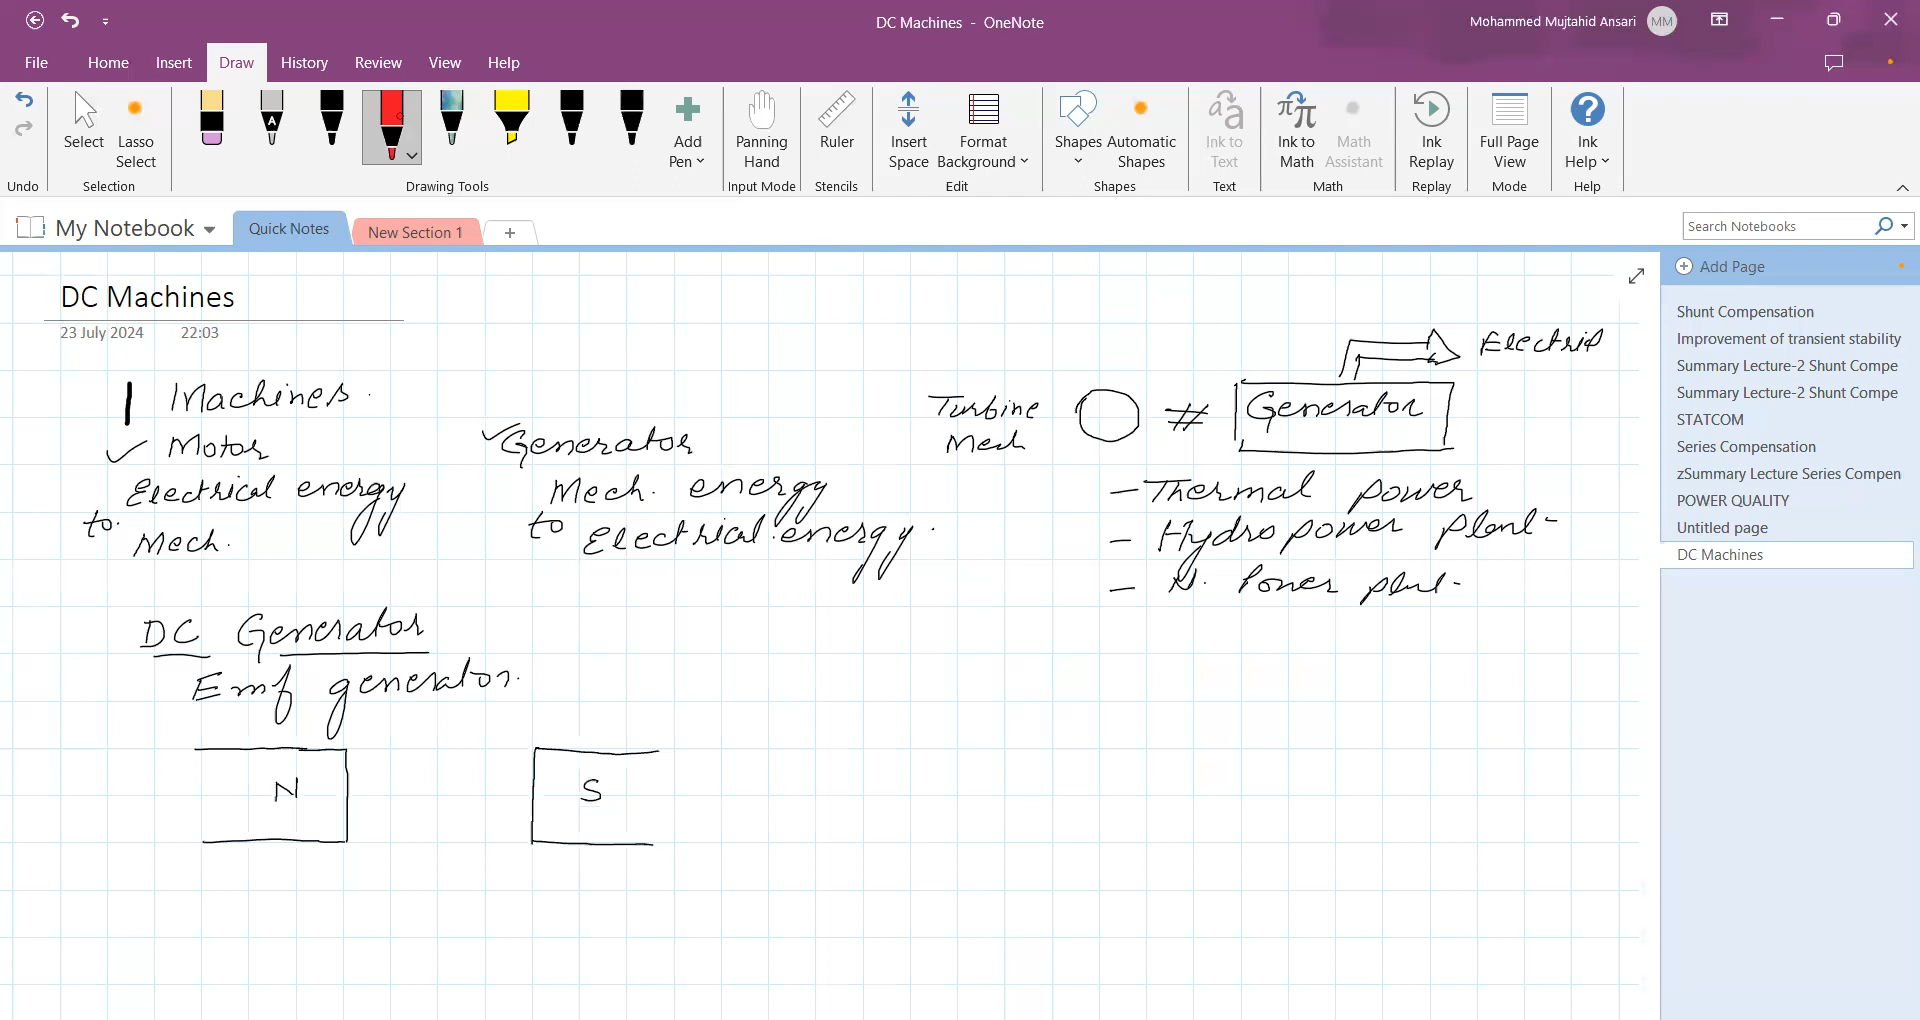 DC Machines - OneNote
Mohammed Mujtahid Ansari MM
File Home Insert Draw History Review View Help
Select
Lasso Select
A
Add Pen
Panning Hand
Ruler
Insert Space
Format Background
Shapes
Automatic Shapes
Ink to Text
Ink to Math
Math Assistant
Ink Replay
Full Page View
Ink Help
Undo Selection Drawing Tools Input Mode Stencils Edit Shapes Text Math Replay Mode Help
My Notebook Quick Notes New Section 1 +
Search Notebooks
Add Page
Shunt Compensation
Improvement of transient stability
Summary Lecture-2 Shunt Compe
Summary Lecture-2 Shunt Compe
STATCOM
Series Compensation
zSummary Lecture Series Compen
POWER QUALITY
Untitled page
DC Machines
DC Machines
23 July 2024 22:03
Machines.
Motor
Electrical energy
to.
Mech.
Generator
Mech. energy
to Electrical energy.
Turbine
Mech
Generator
- Thermal power
- Hydropower plant-
- N. Power plant-
DC Generator
Emf generator.
N
S